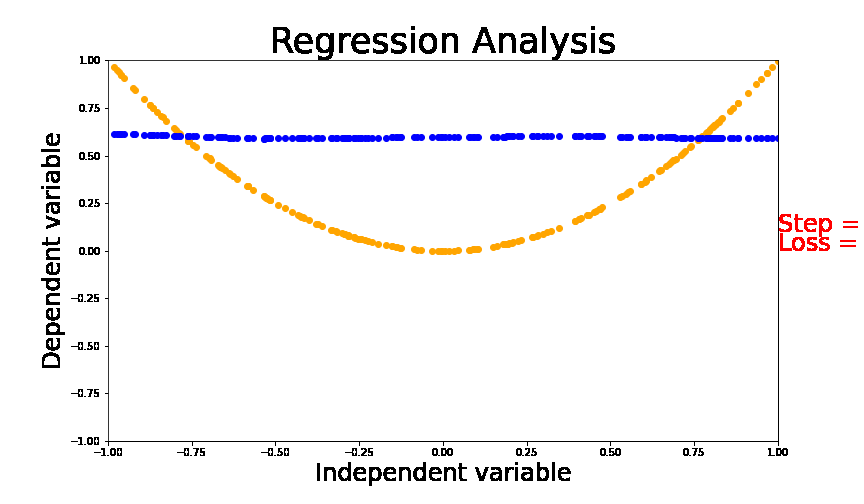 Regression Analysis
1.00
0.75
0.50
0.25
0.00
−0.25
−0.50
−0.75
−1.00
Dependent variable
−1.00 −0.75 −0.50 −0.25 0.00 0.25 0.50 0.75 1.00
Independent variable
Step =
Loss =